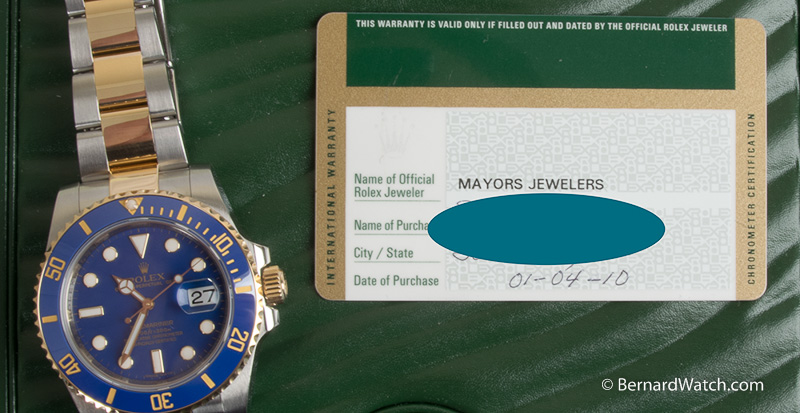 THIS WARRANTY IS VALID ONLY IF FILLED OUT AND DATED BY THE OFFICIAL ROLEX JEWELER
INTERNATIONAL WARRANTY
CHRONOMETER CERTIFICATION
Name of Official
Rolex Jeweler
MAYORS JEWELERS
Name of
City / State
Date of Purchase
01-04-10
ROLEX
10
20
30
40
50
27
© BernardWatch.com